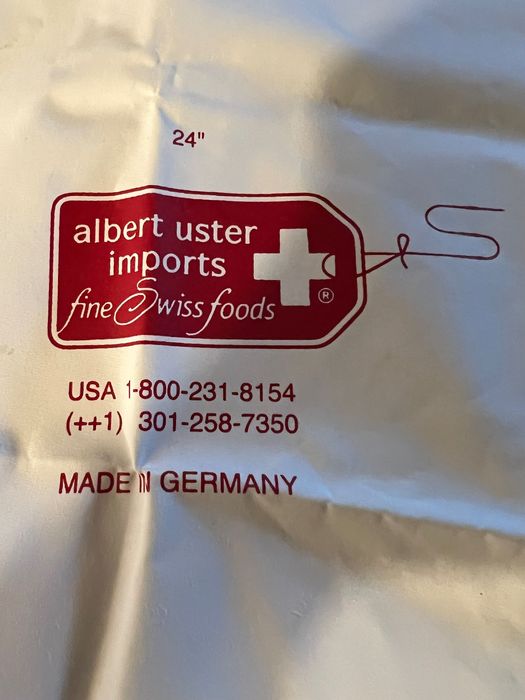 24"
albert uster
imports
fine Swiss foods
®
USA 1-800-231-8154
(++1) 301-258-7350
MADE IN GERMANY